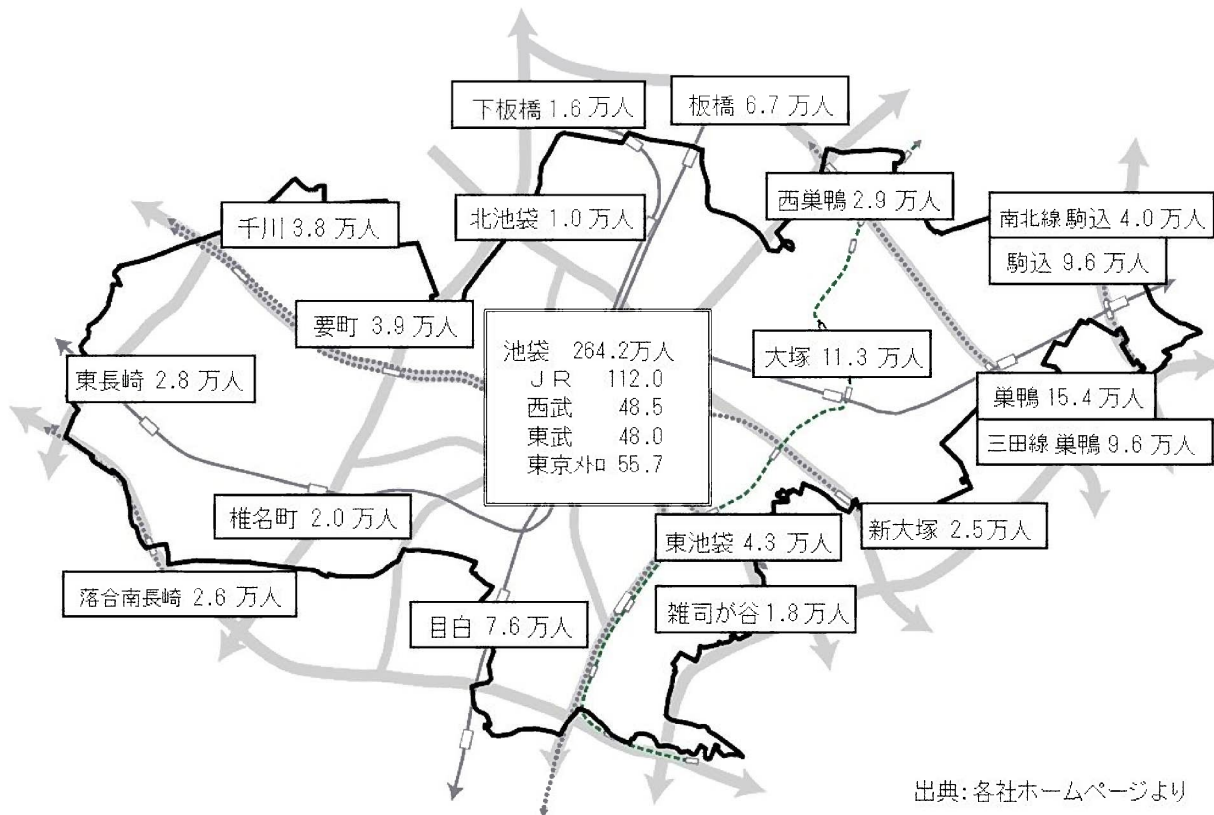 下板橋 1.6 万人
板橋 6.7 万人
西巣鴨 2.9 万人
千川 3.8 万人
北池袋 1.0 万人
南北線 駒込 4.0 万人
駒込 9.6 万人
要町 3.9 万人
池袋 264.2万人
JR 112.0
西武 48.5
東武 48.0
東京メトロ 55.7
大塚 11.3 万人
東長崎 2.8 万人
巣鴨 15.4 万人
三田線 巣鴨 9.6 万人
椎名町 2.0 万人
東池袋 4.3 万人
新大塚 2.5万人
落合南長崎 2.6 万人
目白 7.6 万人
雑司が谷 1.8 万人
出典:各社ホームページより